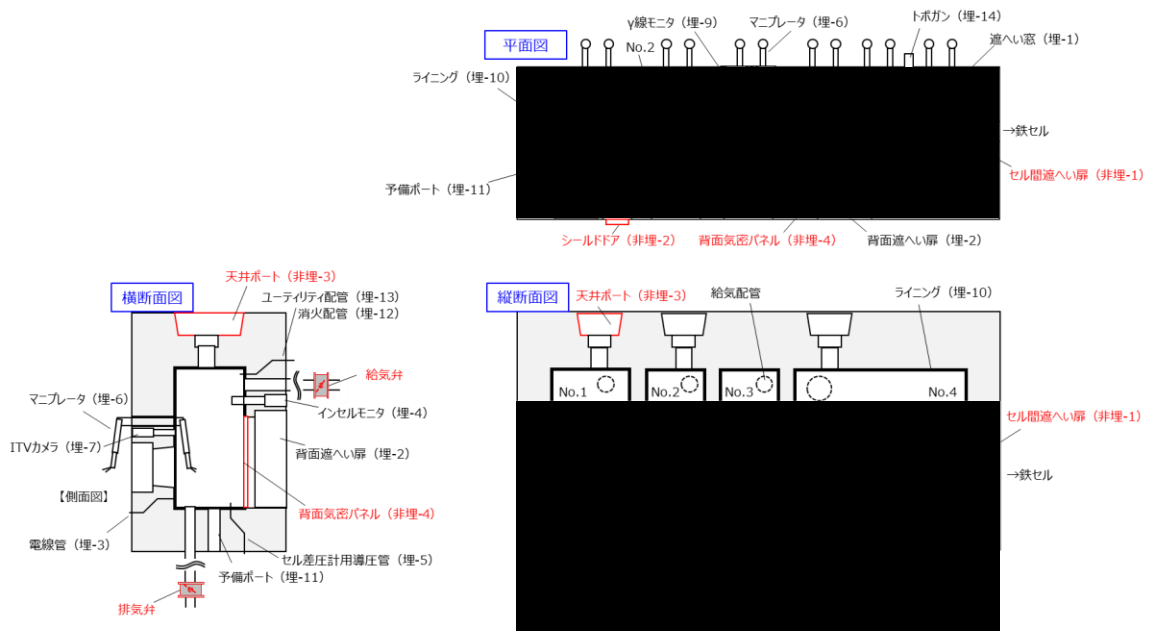 平面図
γ線モニタ（埋-9）
マニプレータ（埋-6）
トボガン（埋-14）
No.2
遮へい窓（埋-1）
ライニング（埋-10）
→鉄セル
セル間遮へい扉（非埋-1）
予備ポート（埋-11）
シールドドア（非埋-2）
背面気密パネル（非埋-4）
背面遮へい扉（埋-2）
横断面図
天井ポート（非埋-3）
ユーティリティ配管（埋-13）
消火配管（埋-12）
給気弁
マニプレータ（埋-6）
インセルモニタ（埋-4）
ITVカメラ（埋-7）
背面遮へい扉（埋-2）
【側面図】
背面気密パネル（非埋-4）
電線管（埋-3）
セル差圧計用導圧管（埋-5）
予備ポート（埋-11）
排気弁
縦断面図
天井ポート（非埋-3）
給気配管
ライニング（埋-10）
No.1
No.2
No.3
No.4
セル間遮へい扉（非埋-1）
→鉄セル